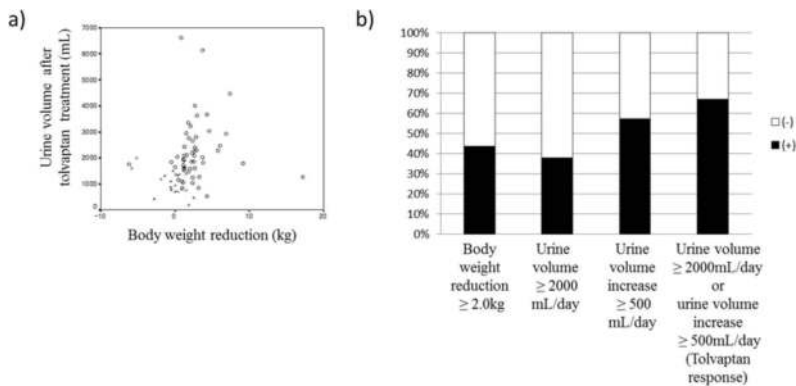 a)
Urine volume after
tolvaptan treatment (mL)
7000
6000
5000
4000
3000
2000
1000
0
−10
0
10
20
Body weight reduction (kg)
b)
100%
90%
80%
70%
60%
50%
40%
30%
20%
10%
0%
(-)
(+)
Body
weight
reduction
≥ 2.0kg
Urine
volume
≥ 2000
mL/day
Urine
volume
increase
≥ 500
mL/day
Urine volume
≥ 2000mL/day
or
urine volume
increase
≥ 500mL/day
(Tolvaptan
response)